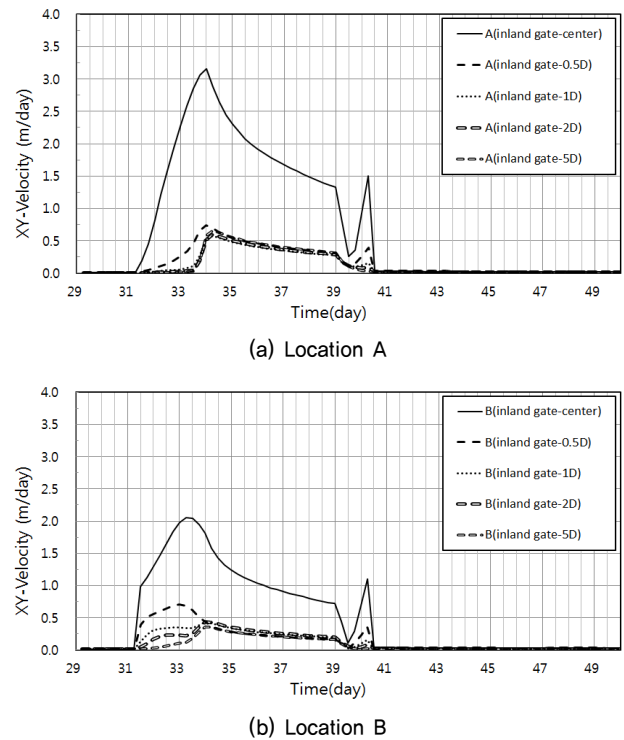 4.0
3.5
3.0
2.5
2.0
1.5
1.0
0.5
0.0
XY-Velocity (m/day)
A(inland gate-center)
A(inland gate-0.5D)
A(inland gate-1D)
A(inland gate-2D)
A(inland gate-5D)
29 31 33 35 37 39 41 43 45 47 49
Time(day)
(a) Location A
4.0
3.5
3.0
2.5
2.0
1.5
1.0
0.5
0.0
XY-Velocity (m/day)
B(inland gate-center)
B(inland gate-0.5D)
B(inland gate-1D)
B(inland gate-2D)
B(inland gate-5D)
29 31 33 35 37 39 41 43 45 47 49
Time(day)
(b) Location B